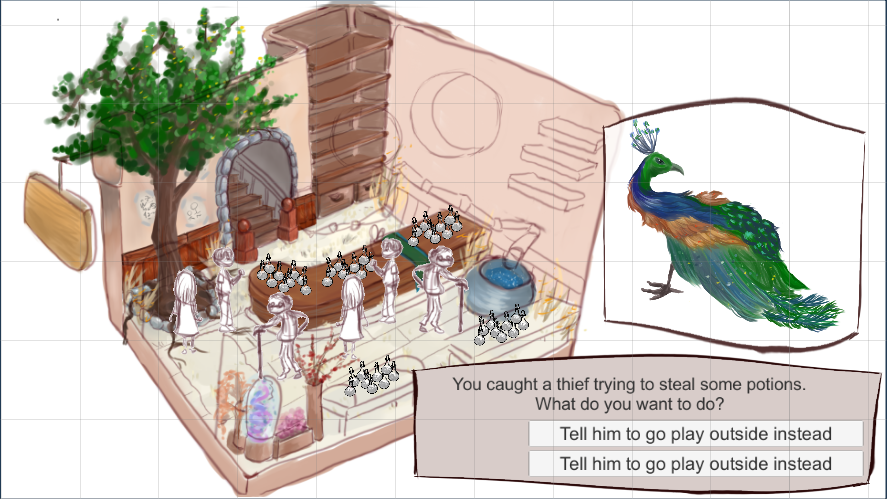 You caught a thief trying to steal some potions.
What do you want to do?
Tell him to go play outside instead
Tell him to go play outside instead